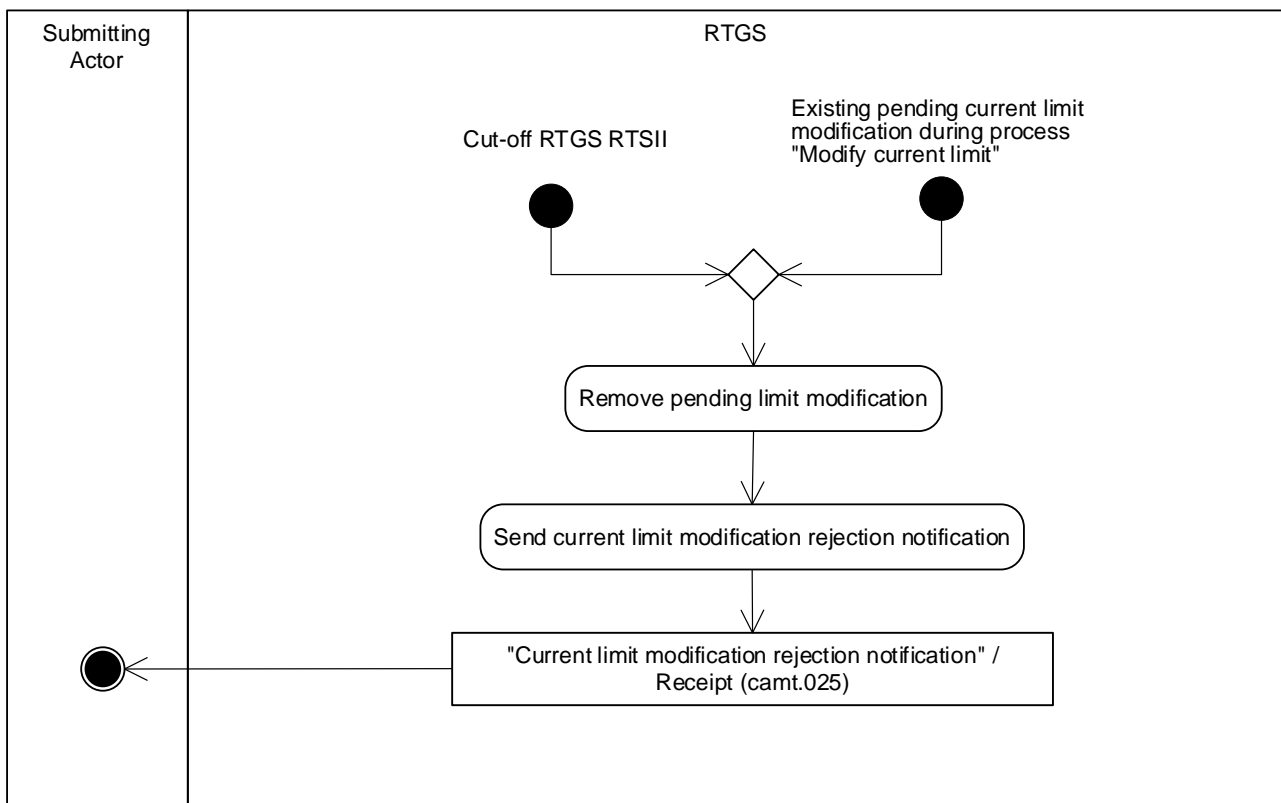 Submitting
Actor
RTGS
Cut-off RTGS RTSII
Existing pending current limit
modification during process
"Modify current limit"
Remove pending limit modification
Send current limit modification rejection notification
"Current limit modification rejection notification" /
Receipt (camt.025)